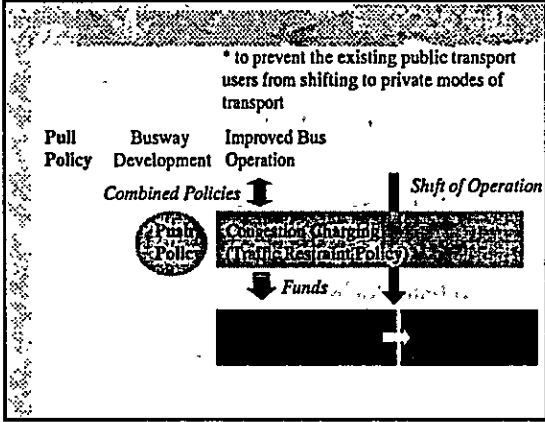 * to prevent the existing public transport
users from shifting to private modes of
transport
Pull Busway Improved Bus
Policy Development Operation
Combined Policies Shift of Operation
Push Congestion Charging
Policy (Traffic Restraint Policy)
Funds